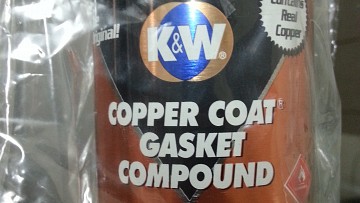 Original!
Contains
Real
Copper
K&W®
COPPER COAT®
GASKET
COMPOUND